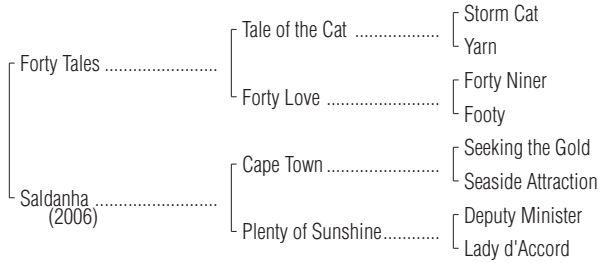 Storm Cat
Tale of the Cat ..................
Yarn
Forty Tales ........................
Forty Niner
Forty Love ........................
Footy
Seeking the Gold
Cape Town ........................
Seaside Attraction
Saldanha ..........................
(2006)
Deputy Minister
Plenty of Sunshine............
Lady d'Accord